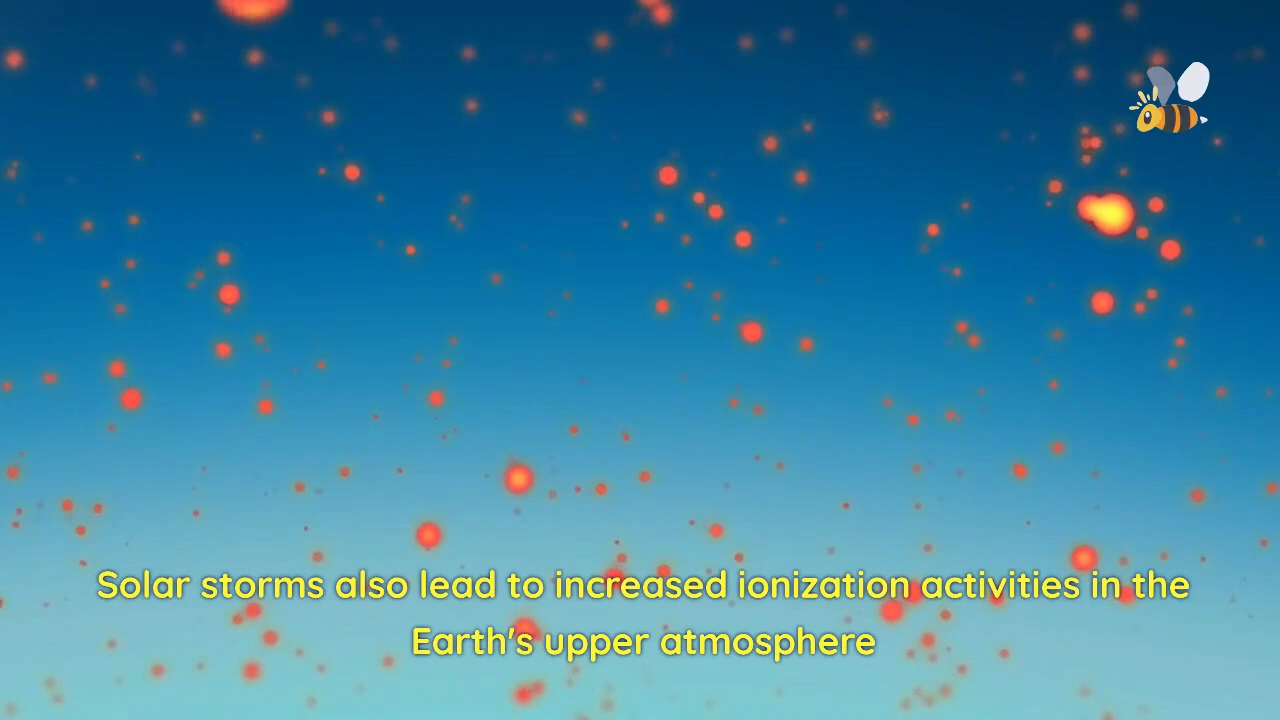 Solar storms also lead to increased ionization activities in the
Earth's upper atmosphere